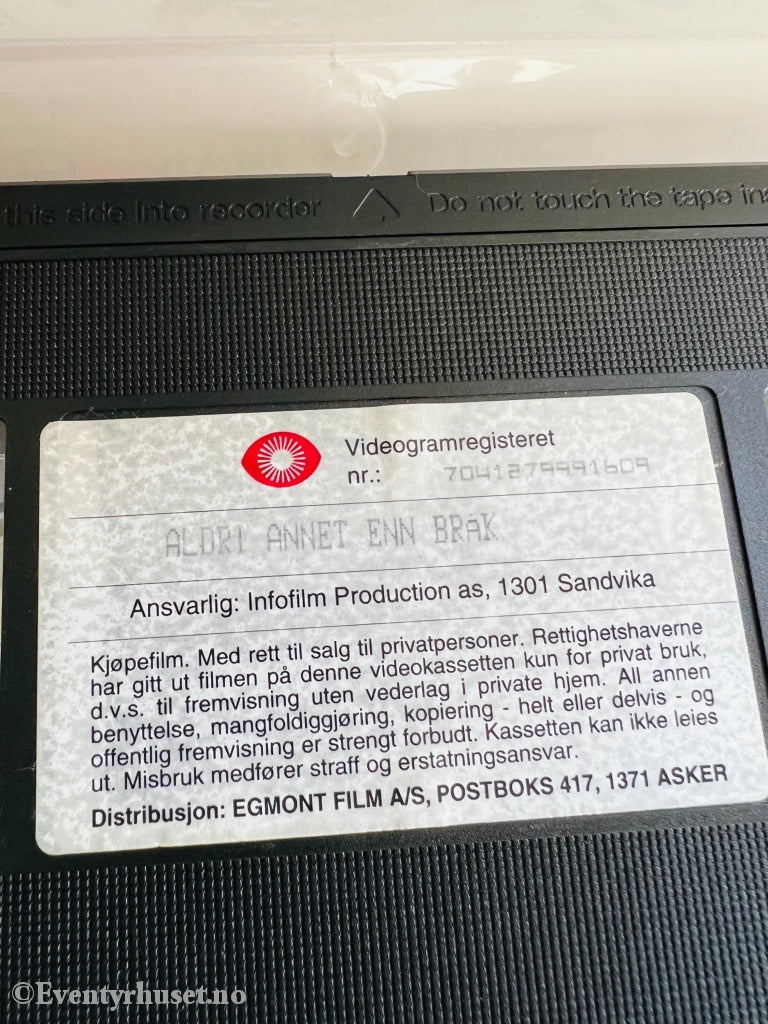 this side into recorder
Do not touch the tape
Videogramregisteret
nr.: 7041279991609
ALDRI ANNET ENN BRÅK
Ansvarlig: Infofilm Production as, 1301 Sandvika
Kjøpefilm. Med rett til salg til privatpersoner. Rettighetshaverne
har gitt ut filmen på denne videokassetten kun for privat bruk,
d.v.s. til fremvisning uten vederlag i private hjem. All annen
benyttelse, mangfoldiggjøring, kopiering - helt eller delvis - og
offentlig fremvisning er strengt forbudt. Kassetten kan ikke leies
ut. Misbruk medfører straff og erstatningsansvar.
Distribusjon: EGMONT FILM A/S, POSTBOKS 417, 1371 ASKER
©Eventyrhuset.no